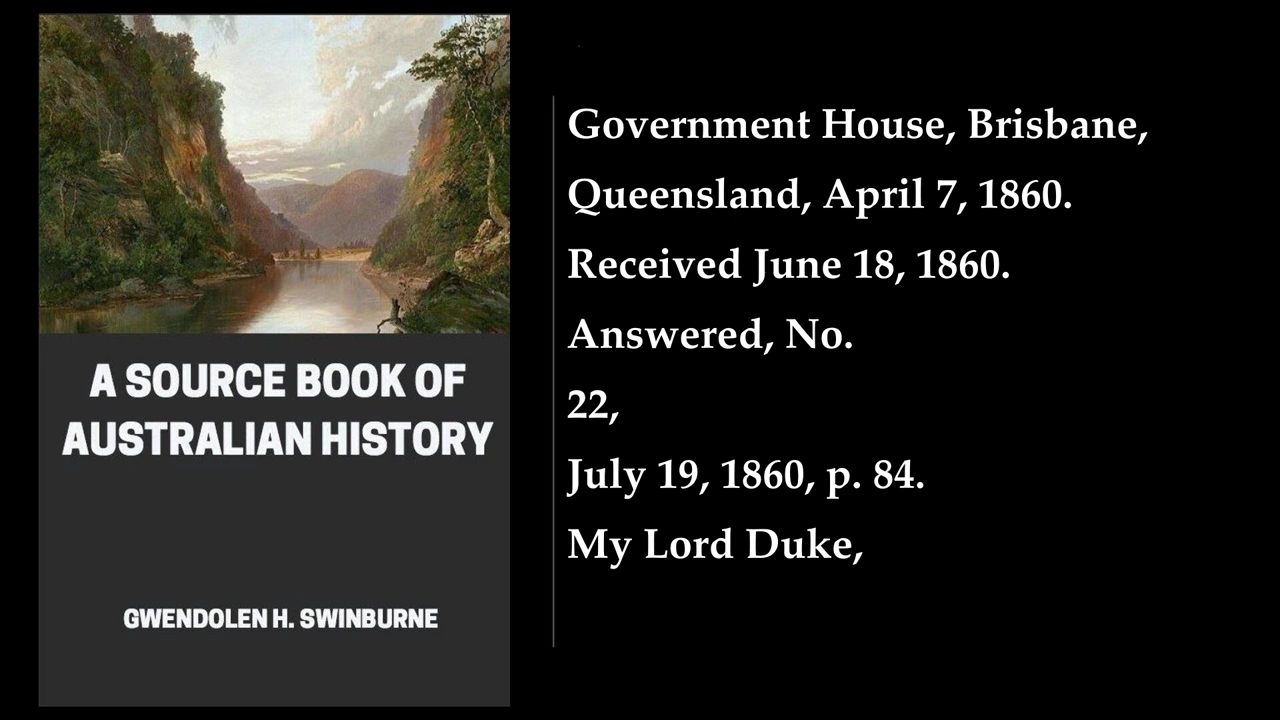 A SOURCE BOOK OF
AUSTRALIAN HISTORY
GWENDOLEN H. SWINBURNE
Government House, Brisbane,
Queensland, April 7, 1860.
Received June 18, 1860.
Answered, No.
22,
July 19, 1860, p. 84.
My Lord Duke,